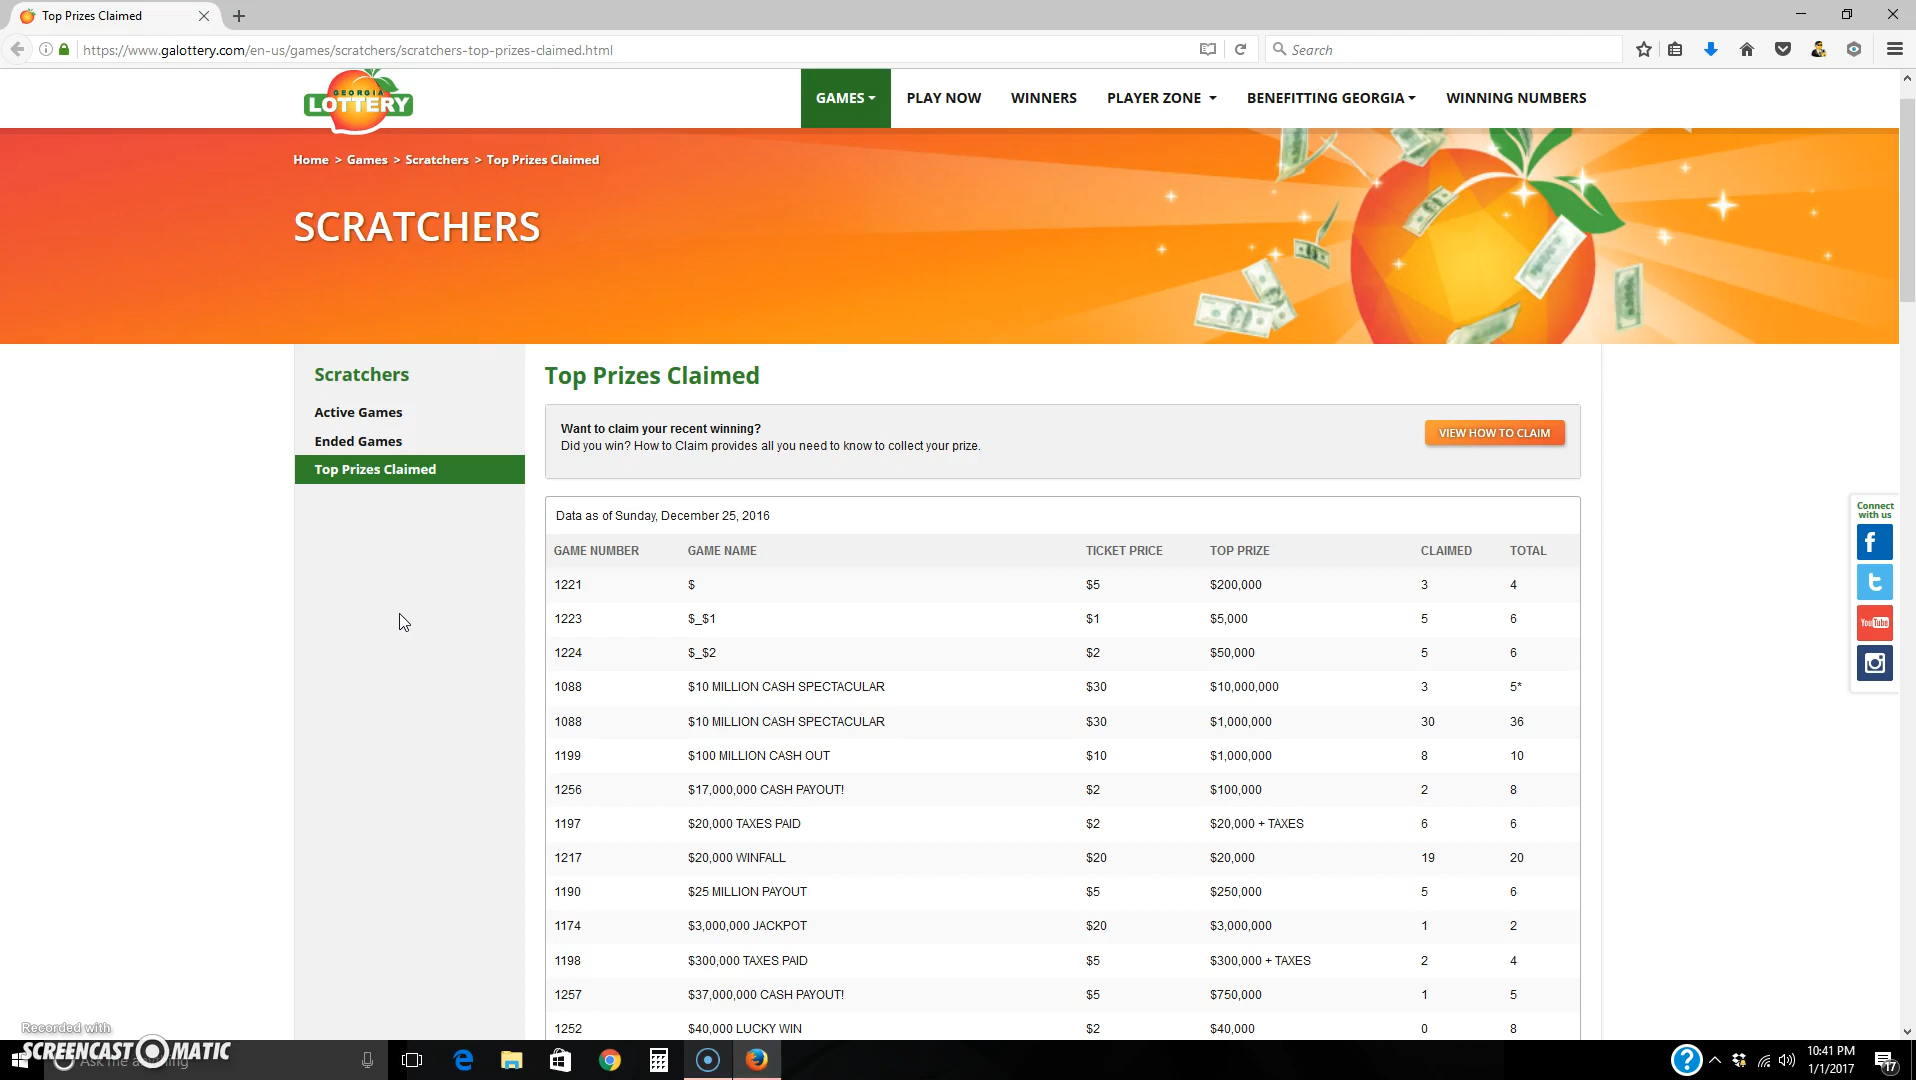 Top Prizes Claimed
https://www.galottery.com/en-us/games/scratchers/scratchers-top-prizes-claimed.html
Search
GEORGIA
LOTTERY
GAMES PLAY NOW WINNERS PLAYER ZONE BENEFITTING GEORGIA WINNING NUMBERS
Home > Games > Scratchers > Top Prizes Claimed
SCRATCHERS
Scratchers
Active Games
Ended Games
Top Prizes Claimed
Top Prizes Claimed
Want to claim your recent winning?
Did you win? How to Claim provides all you need to know to collect your prize.
VIEW HOW TO CLAIM
Data as of Sunday, December 25, 2016
GAME NUMBER GAME NAME TICKET PRICE TOP PRIZE CLAIMED TOTAL
1221 $ $5 $200,000 3 4
1223 $_$1 $1 $5,000 5 6
1224 $_$2 $2 $50,000 5 6
1088 $10 MILLION CASH SPECTACULAR $30 $10,000,000 3 5*
1088 $10 MILLION CASH SPECTACULAR $30 $1,000,000 30 36
1199 $100 MILLION CASH OUT $10 $1,000,000 8 10
1256 $17,000,000 CASH PAYOUT! $2 $100,000 2 8
1197 $20,000 TAXES PAID $2 $20,000 + TAXES 6 6
1217 $20,000 WINFALL $20 $20,000 19 20
1190 $25 MILLION PAYOUT $5 $250,000 5 6
1174 $3,000,000 JACKPOT $20 $3,000,000 1 2
1198 $300,000 TAXES PAID $5 $300,000 + TAXES 2 4
1257 $37,000,000 CASH PAYOUT! $5 $750,000 1 5
1252 $40,000 LUCKY WIN $2 $40,000 0 8
Connect
with us
You Tube
Recorded with
SCREENCAST MATIC
Ask me anything
10:41 PM
1/1/2017
17